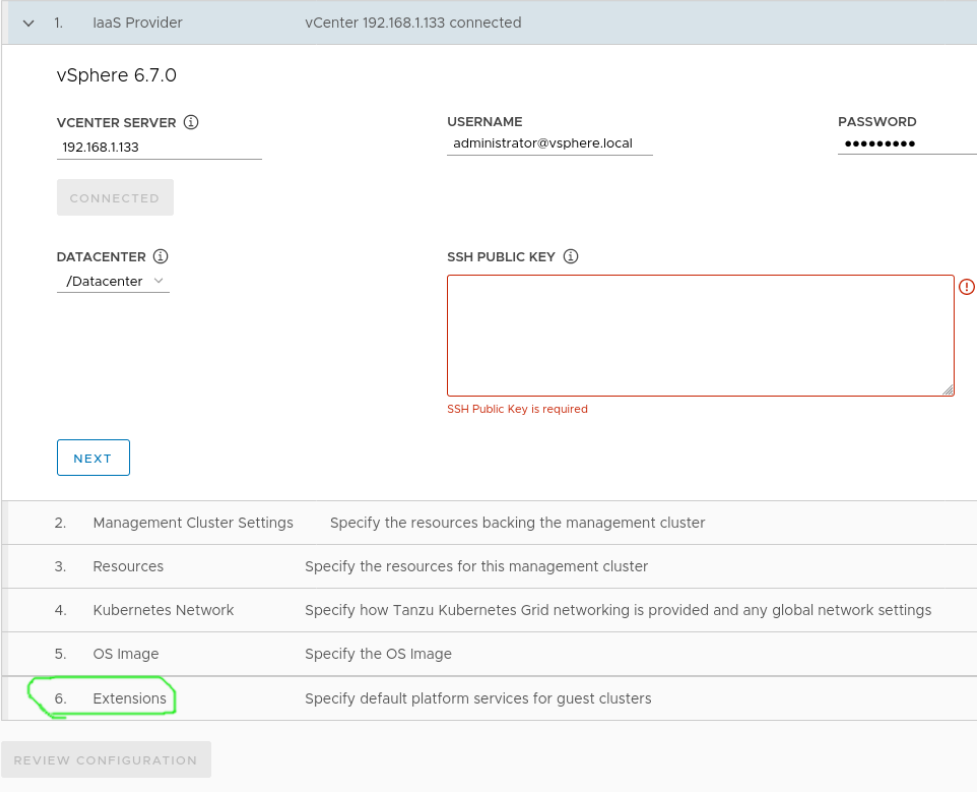 1. IaaS Provider vCenter 192.168.1.133 connected
vSphere 6.7.0
VCENTER SERVER USERNAME PASSWORD
192.168.1.133 administrator@vsphere.local •••••••••
CONNECTED
DATACENTER SSH PUBLIC KEY
/Datacenter
SSH Public Key is required
NEXT
2. Management Cluster Settings Specify the resources backing the management cluster
3. Resources Specify the resources for this management cluster
4. Kubernetes Network Specify how Tanzu Kubernetes Grid networking is provided and any global network settings
5. OS Image Specify the OS Image
6. Extensions Specify default platform services for guest clusters
REVIEW CONFIGURATION